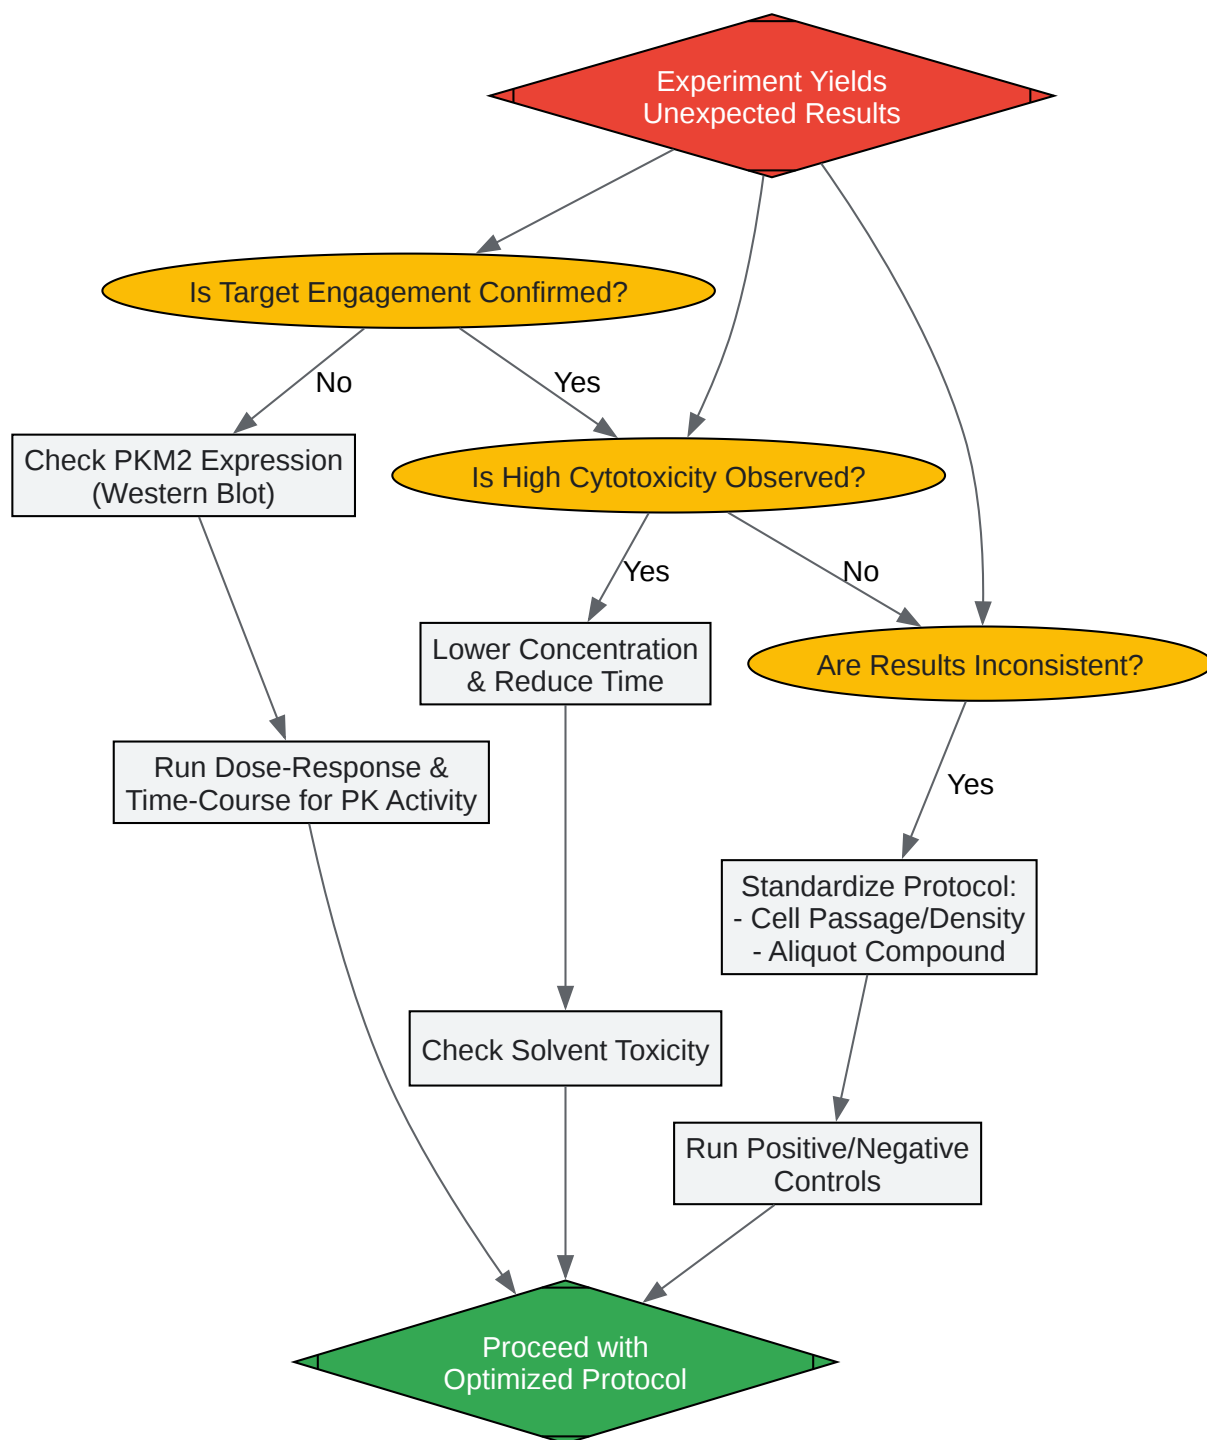 Experiment Yields
Unexpected Results
Is Target Engagement Confirmed?
No
Yes
Check PKM2 Expression
(Western Blot)
Is High Cytotoxicity Observed?
Yes
No
Lower Concentration
& Reduce Time
Are Results Inconsistent?
Run Dose-Response &
Time-Course for PK Activity
Yes
Standardize Protocol:
- Cell Passage/Density
- Aliquot Compound
Check Solvent Toxicity
Run Positive/Negative
Controls
Proceed with
Optimized Protocol